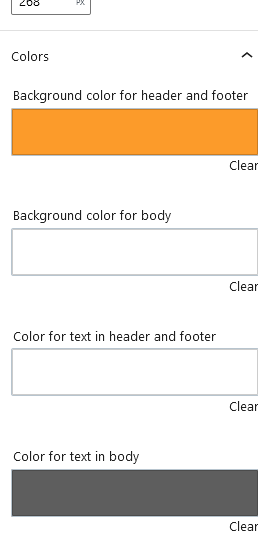 268 PX
Colors
Background color for header and footer
Clear
Background color for body
Clear
Color for text in header and footer
Clear
Color for text in body
Clear